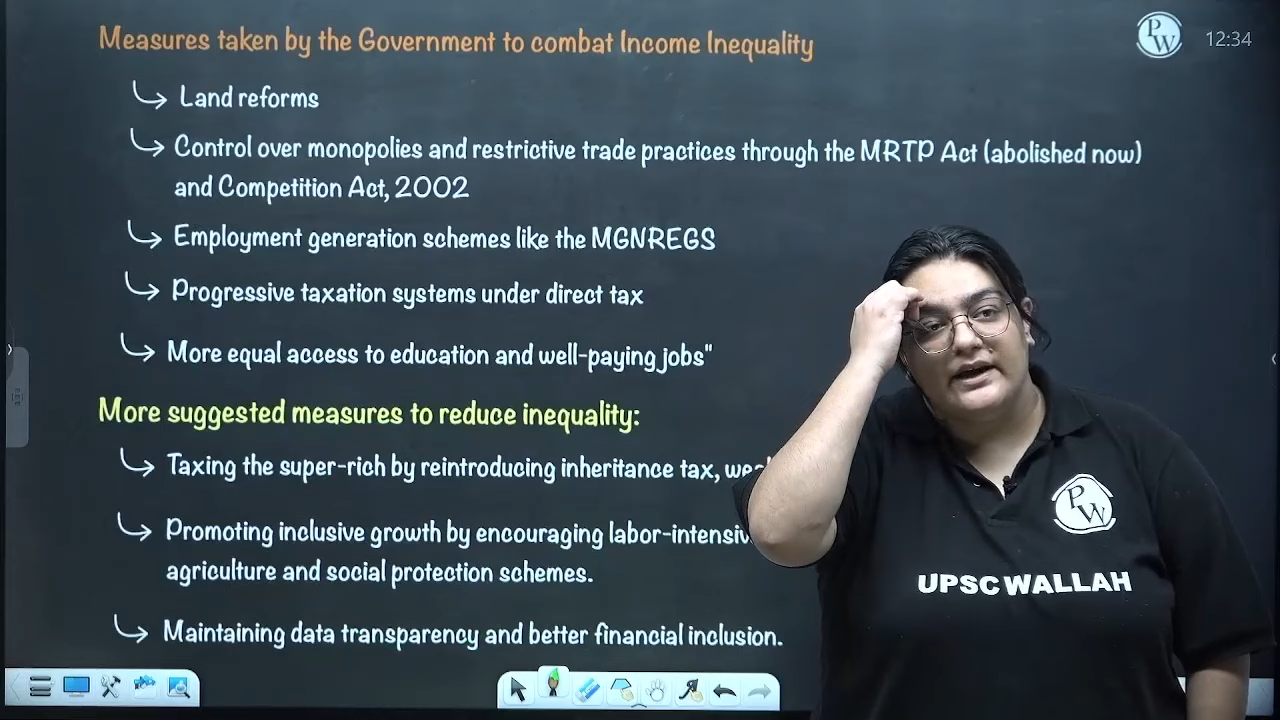 Measures taken by the Government to combat Income Inequality
PW
12:34
Land reforms
Control over monopolies and restrictive trade practices through the MRTP Act (abolished now)
and Competition Act, 2002
Employment generation schemes like the MGNREGS
Progressive taxation systems under direct tax
More equal access to education and well-paying jobs"
More suggested measures to reduce inequality:
Taxing the super-rich by reintroducing inheritance tax,
Promoting inclusive growth by encouraging
agriculture and social protection schemes.
Maintaining data transparency and better financial inclusion.
PW
UPSC WALLAH